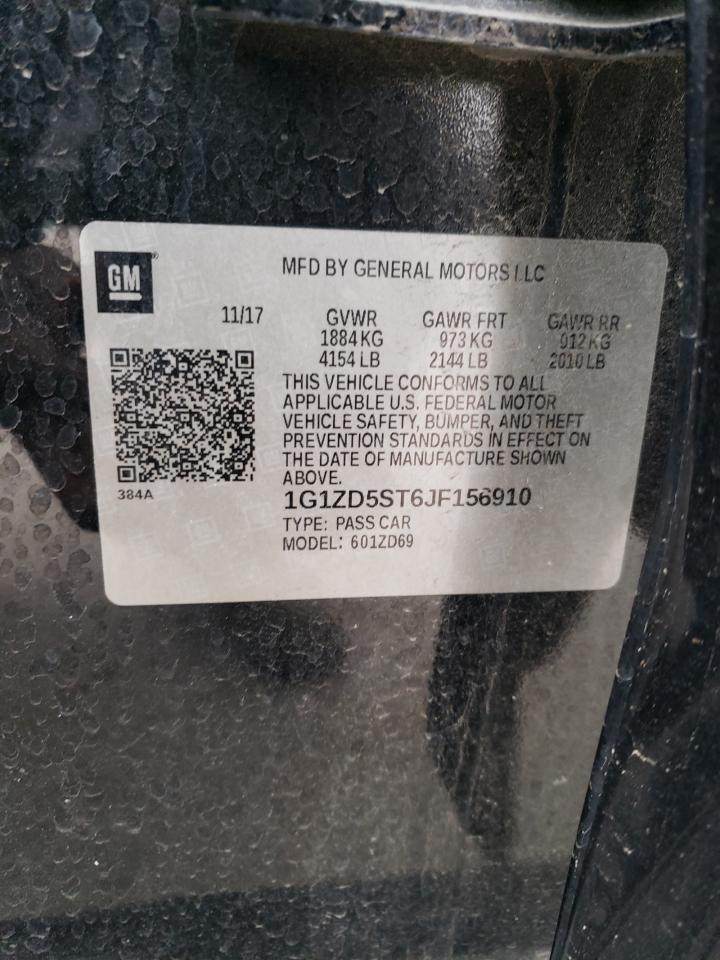 GM®
MFD BY GENERAL MOTORS LLC
11/17
GVWR GAWR FRT GAWR RR
1884 KG 973 KG 912 KG
4154 LB 2144 LB 2010 LB
THIS VEHICLE CONFORMS TO ALL
APPLICABLE U.S. FEDERAL MOTOR
VEHICLE SAFETY, BUMPER, AND THEFT
PREVENTION STANDARDS IN EFFECT ON
THE DATE OF MANUFACTURE SHOWN
ABOVE.
384A
1G1ZD5ST6JF156910
TYPE: PASS CAR
MODEL: 601ZD69